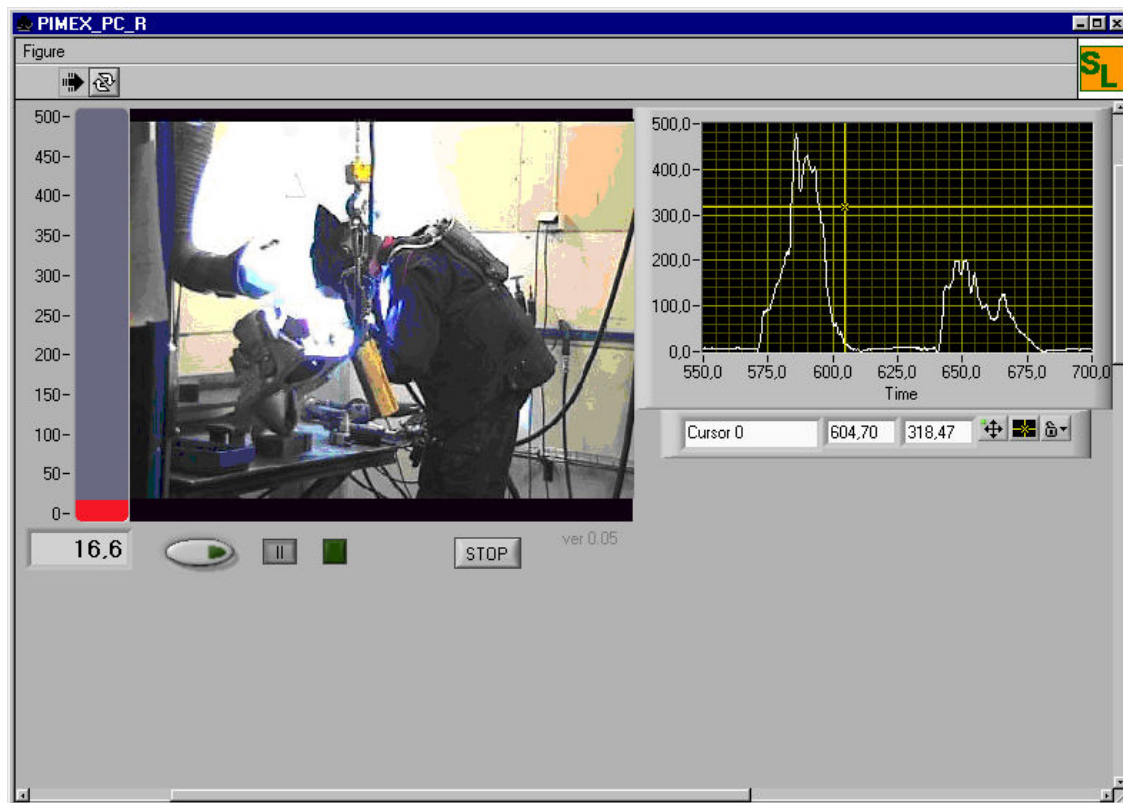 PIMEX_PC_R
Figure
SL
500-
450-
400-
350-
300-
250-
200-
150-
100-
50-
0-
500,0-
400,0-
300,0-
200,0-
100,0-
0,0-
550,0 575,0 600,0 625,0 650,0 675,0 700,0
Time
Cursor 0 604,70 318,47
16,6
STOP
ver 0.05